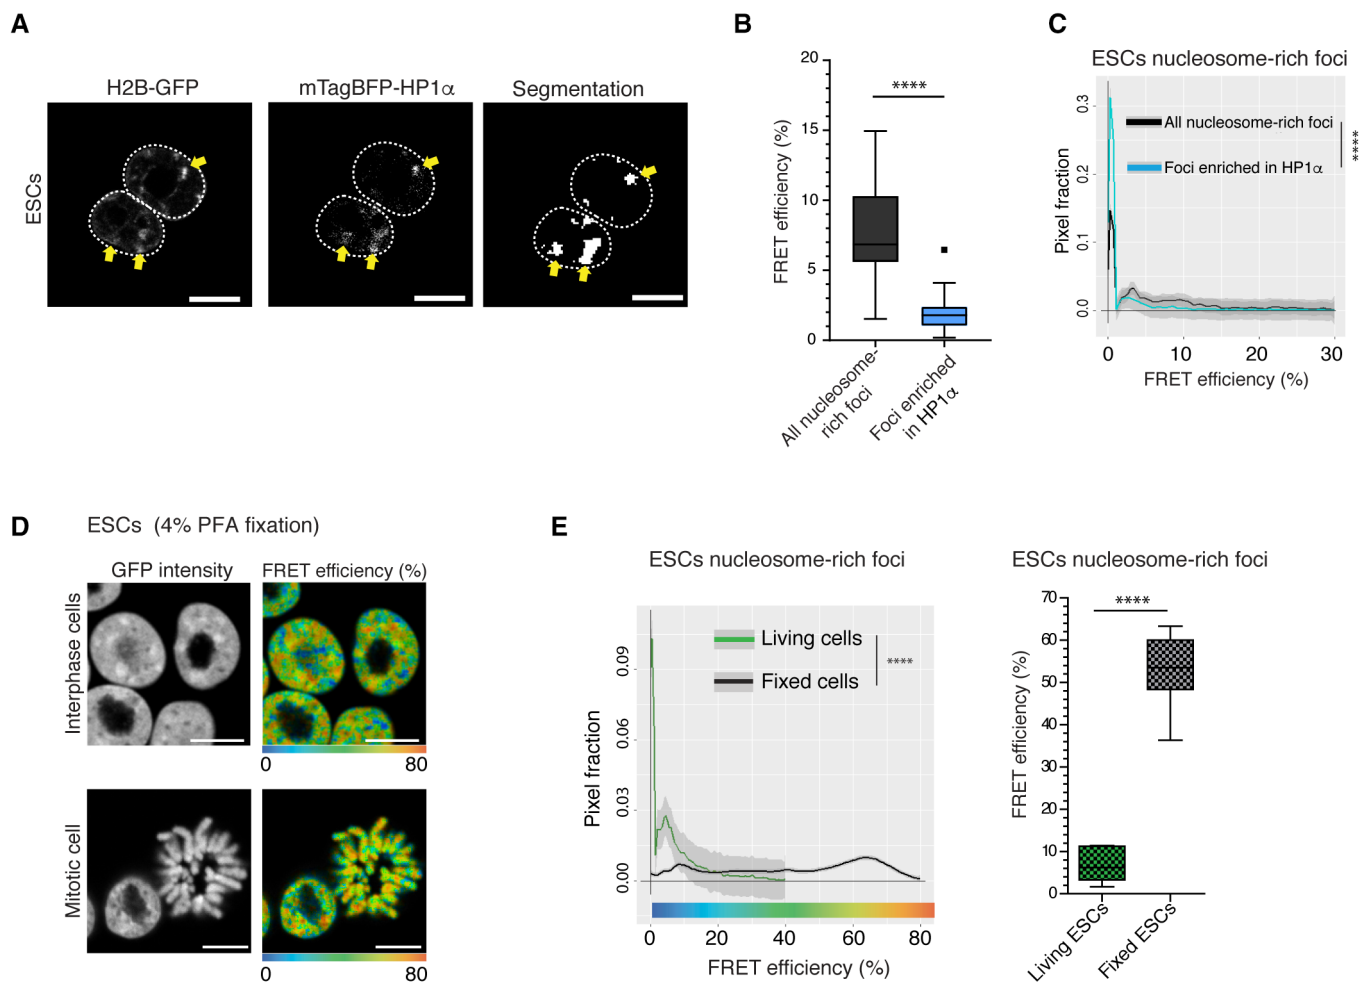 A
H2B-GFP
mTagBFP-HP1α
Segmentation
ESCs
B
20
15
10
5
0
FRET efficiency (%)
****
All nucleosome-
rich foci
Foci enriched
in HP1α
C
ESCs nucleosome-rich foci
All nucleosome-rich foci
Foci enriched in HP1α
****
Pixel fraction
0.3
0.2
0.1
0.0
0
10
20
30
FRET efficiency (%)
D
ESCs (4% PFA fixation)
GFP intensity
FRET efficiency (%)
Interphase cells
0
80
Mitotic cell
0
80
E
ESCs nucleosome-rich foci
Living cells
Fixed cells
****
Pixel fraction
0.09
0.06
0.03
0.00
0
20
40
60
80
FRET efficiency (%)
ESCs nucleosome-rich foci
****
FRET efficiency (%)
70
60
50
40
30
20
10
0
Living ESCs
Fixed ESCs